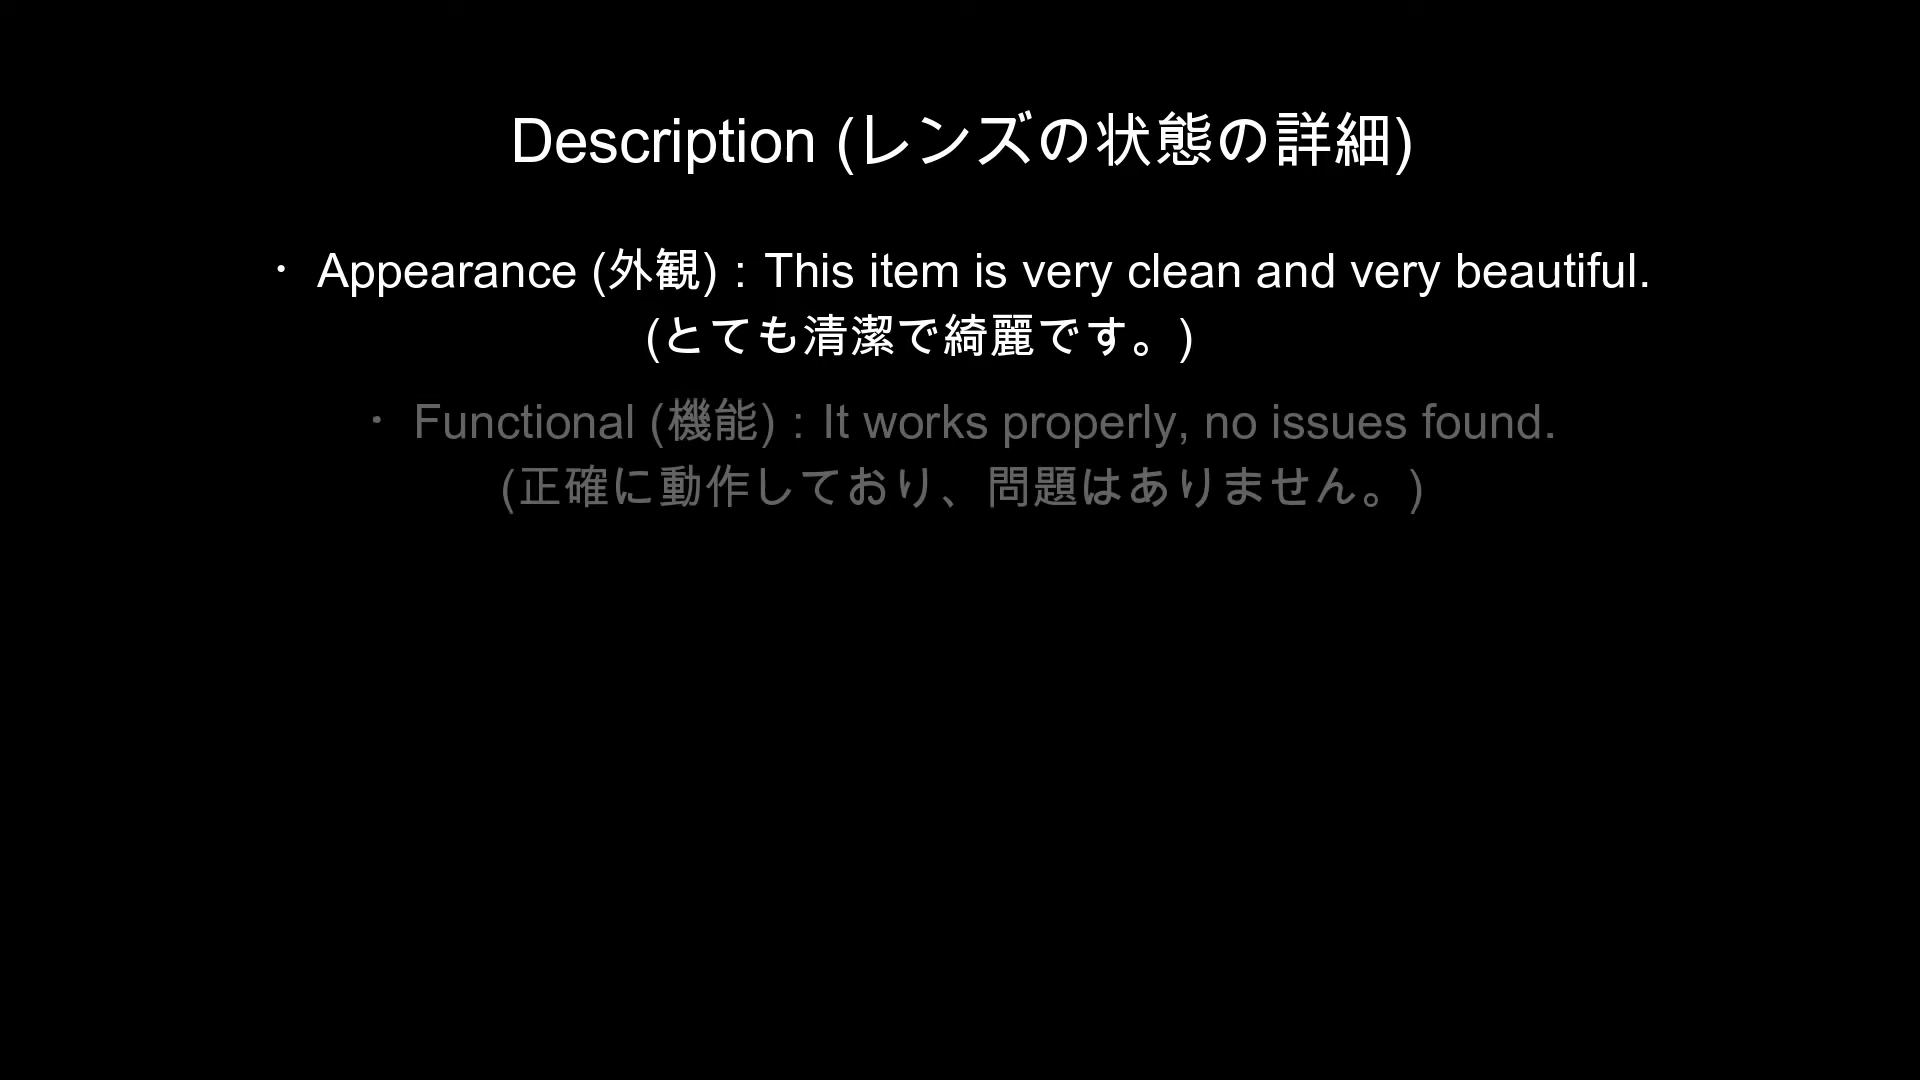 Description (レンズの状態の詳細)
・ Appearance (外観) : This item is very clean and very beautiful.
(とても清潔で綺麗です。)
・ Functional (機能) : It works properly, no issues found.
(正確に動作しており、問題はありません。)